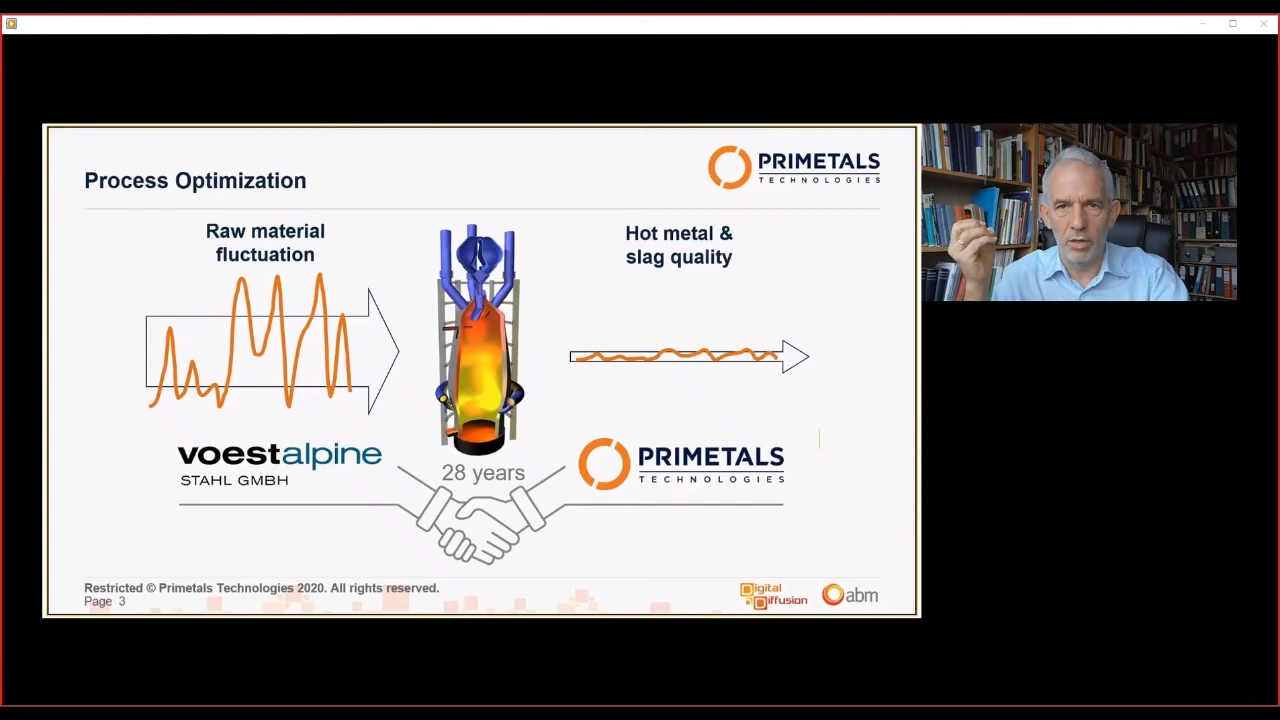 Process Optimization
PRIMETALS
TECHNOLOGIES
Raw material
fluctuation
Hot metal &
slag quality
voestalpine
STAHL GMBH
28 years
PRIMETALS
TECHNOLOGIES
Restricted © Primetals Technologies 2020. All rights reserved.
Page 3
Digital
Diffusion
abm